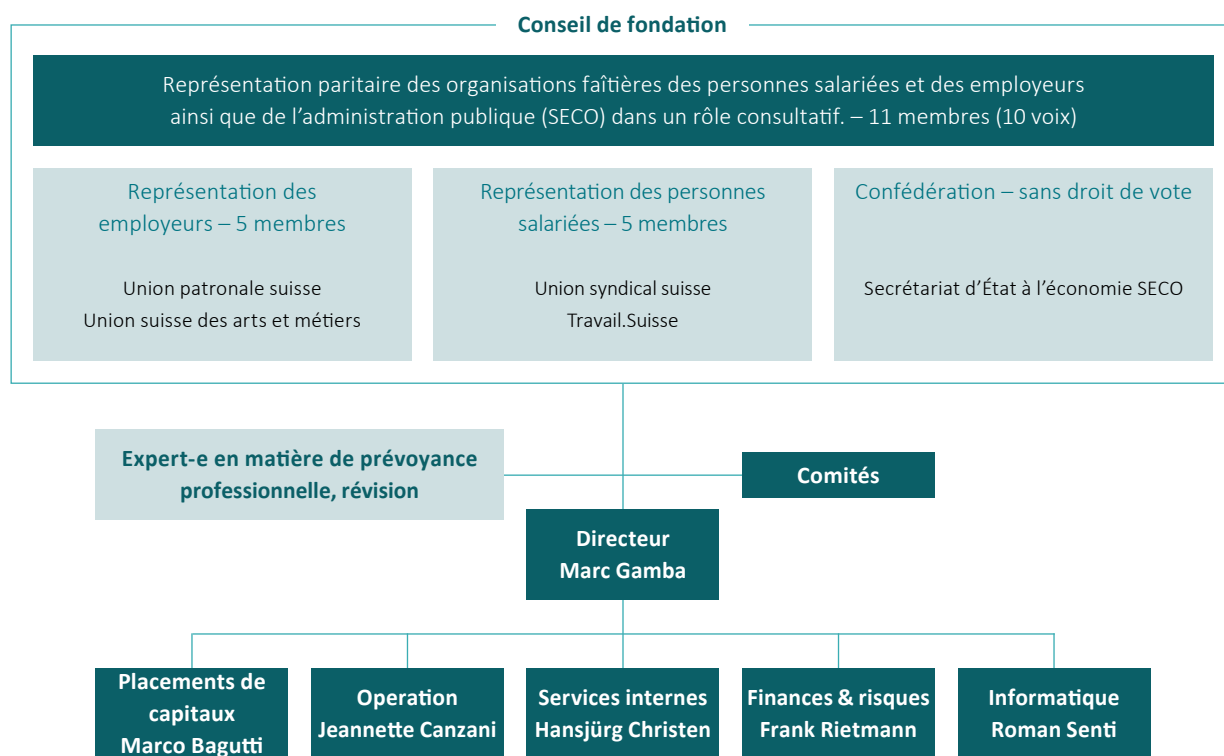 Conseil de fondation
Représentation paritaire des organisations faîtières des personnes salariées et des employeurs
ainsi que de l'administration publique (SECO) dans un rôle consultatif. – 11 membres (10 voix)
Représentation des
employeurs – 5 membres
Union patronale suisse
Union suisse des arts et métiers
Représentation des personnes
salariées – 5 membres
Union syndical suisse
Travail.Suisse
Confédération – sans droit de vote
Secrétariat d'État à l'économie SECO
Expert-e en matière de prévoyance
professionnelle, révision
Comités
Directeur
Marc Gamba
Placements de
capitaux
Marco Bagutti
Operation
Jeannette Canzani
Services internes
Hansjürg Christen
Finances & risques
Frank Rietmann
Informatique
Roman Senti